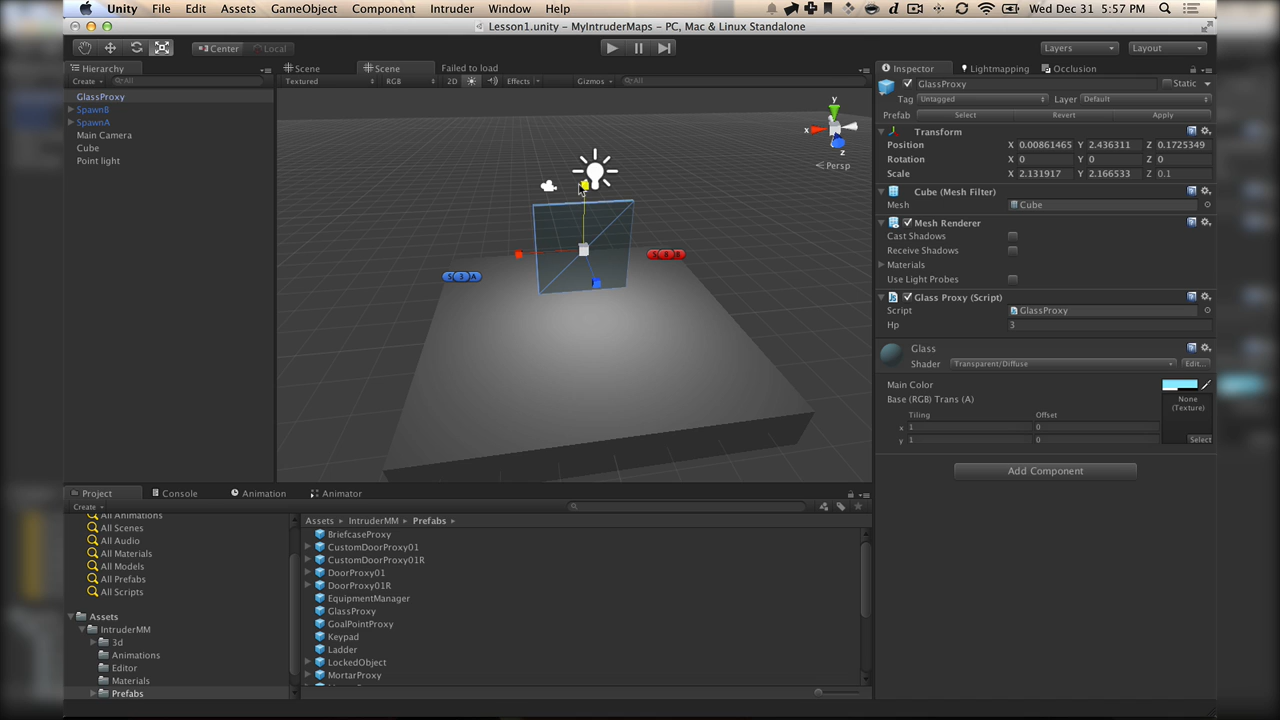 Unity File Edit Assets GameObject Component Intruder Window Help Wed Dec 31 5:57 PM
Lesson1.unity - MyIntruderMaps - PC, Mac & Linux Standalone
Center Local Layers Layout
Hierarchy
Create All
GlassProxy
SpawnB
SpawnA
Main Camera
Cube
Point light
Scene Scene Failed to load
Textured RGB 2D Effects Gizmos All
y
x
z
Persp
Inspector Lightmapping Occlusion
GlassProxy Static
Tag Untagged Layer Default
Prefab Select Revert Apply
Transform
Position X 0.00861465 Y 2.436311 Z 0.1725349
Rotation X 0 Y 0 Z 0
Scale X 2.131917 Y 2.166533 Z 0.1
Cube (Mesh Filter)
Mesh Cube
Mesh Renderer
Cast Shadows
Receive Shadows
Materials
Use Light Probes
Glass Proxy (Script)
Script GlassProxy
Hp 3
Glass
Shader Transparent/Diffuse Edit...
Main Color
Base (RGB) Trans (A)
None
(Texture)
Tiling Offset
x 1 0
y 1 0
Select
Add Component
Project Console Animation Animator
Create
All Animations
All Scenes
All Audio
All Materials
All Models
All Prefabs
All Scripts
Assets
IntruderMM
3d
Animations
Editor
Materials
Prefabs
Assets IntruderMM Prefabs
BriefcaseProxy
CustomDoorProxy01
CustomDoorProxy01R
DoorProxy01
DoorProxy01R
EquipmentManager
GlassProxy
GoalPointProxy
Keypad
Ladder
LockedObject
MortarProxy